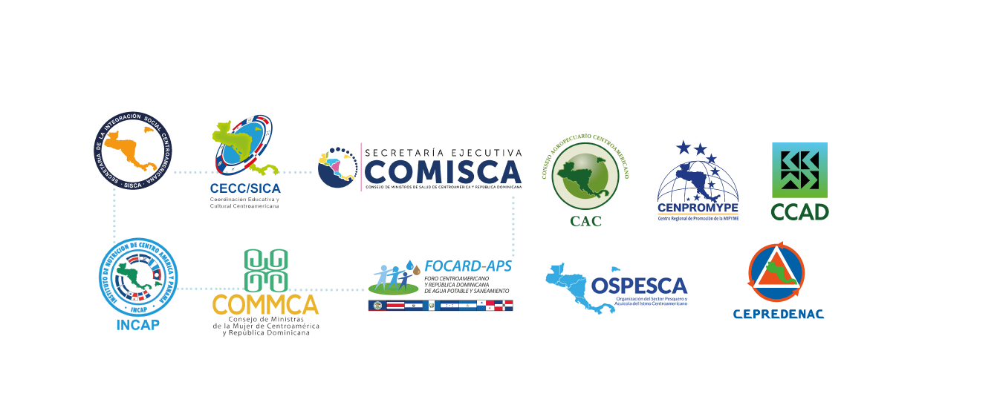 SECRETARÍA DE LA INTEGRACIÓN SOCIAL CENTROAMERICANA
· SISCA ·
CECC/SICA
Coordinación Educativa y
Cultural Centroamericana
SECRETARÍA EJECUTIVA
COMISCA
CONSEJO DE MINISTROS DE SALUD DE CENTROAMÉRICA Y REPÚBLICA DOMINICANA
CONSEJO AGROPECUARIO CENTROAMERICANO
CAC
CENPROMYPE
Centro Regional de Promoción de la MIPYME
CCAD
INSTITUTO DE NUTRICIÓN DE CENTRO AMÉRICA Y PANAMÁ
· INCAP ·
INCAP
COMMCA
Consejo de Ministras
de la Mujer de Centroamérica
y República Dominicana
FOCARD-APS
FORO CENTROAMERICANO
Y REPÚBLICA DOMINICANA
DE AGUA POTABLE Y SANEAMIENTO
OSPESCA
Organización del Sector Pesquero y
Acuícola del Istmo Centroamericano
CEPREDENAC